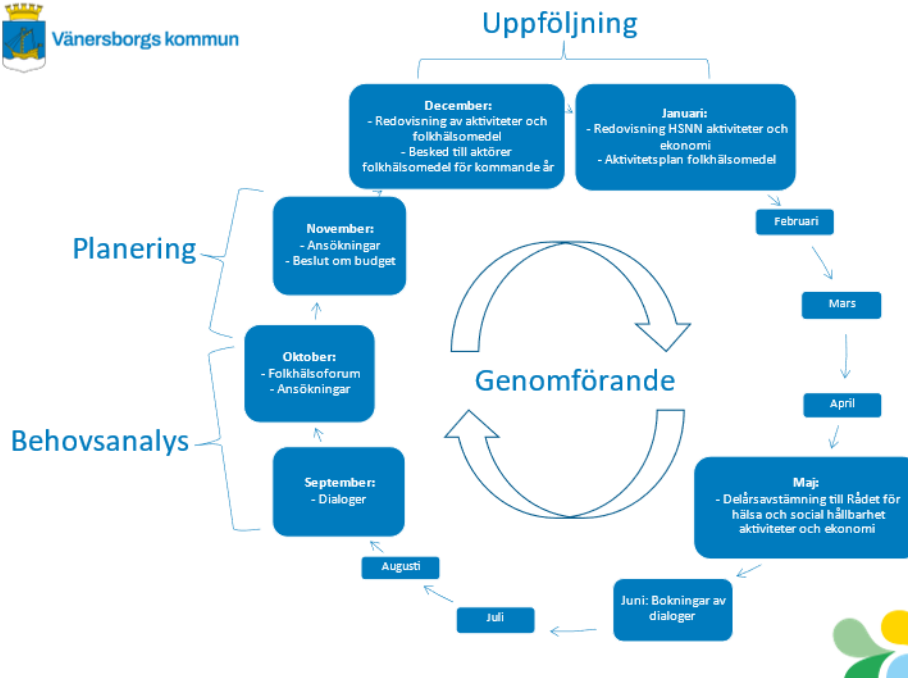 Vänersborgs kommun
Uppföljning
December:
- Redovisning av aktiviteter och
folkhälsomedel
- Besked till aktörer
folkhälsomedel för kommande år
Januari:
- Redovisning HSNN aktiviteter och
ekonomi
- Aktivitetsplan folkhälsomedel
Februari
Mars
April
Maj:
- Delårsavstämning till Rådet för
hälsa och social hållbarhet
aktiviteter och ekonomi
Juni: Bokningar av
dialoger
Juli
Augusti
September:
- Dialoger
Oktober:
- Folkhälsoforum
- Ansökningar
November:
- Ansökningar
- Beslut om budget
Planering
Behovsanalys
Genomförande